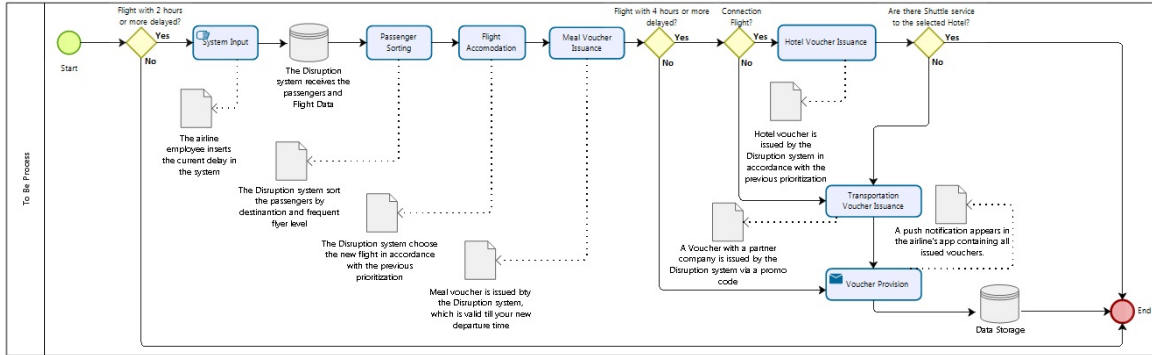 To Be Process
Start
Flight with 2 hours
or more delayed?
Yes
No
System Input
The airline
employee inserts
the current delay in
the system
The Disruption
system receives the
passengers and
Flight Data
Passenger
Sorting
The Disruption system sort
the passengers by
destinantion and frequent
flyer level
Flight
Accomodation
The Disruption system choose
the new flight in accordance
with the previous
prioritization
Meal Voucher
Issuance
Meal voucher is issued bty
the Disruption system,
which is valid till your new
departure time
Flight with 4 hours or more
delayed?
Yes
No
Connection
Flight?
Yes
No
Hotel Voucher Issuance
Hotel voucher is
issued by the
Disruption system in
accordance with the
previous prioritization
Are there Shuttle service
to the selected Hotel?
Yes
No
Transportation
Voucher Issuance
A Voucher with a partner
company is issued by the
Disruption system via a promo
code
A push notification appears in
the airline's app containing all
issued vouchers.
Voucher Provision
Data Storage
End